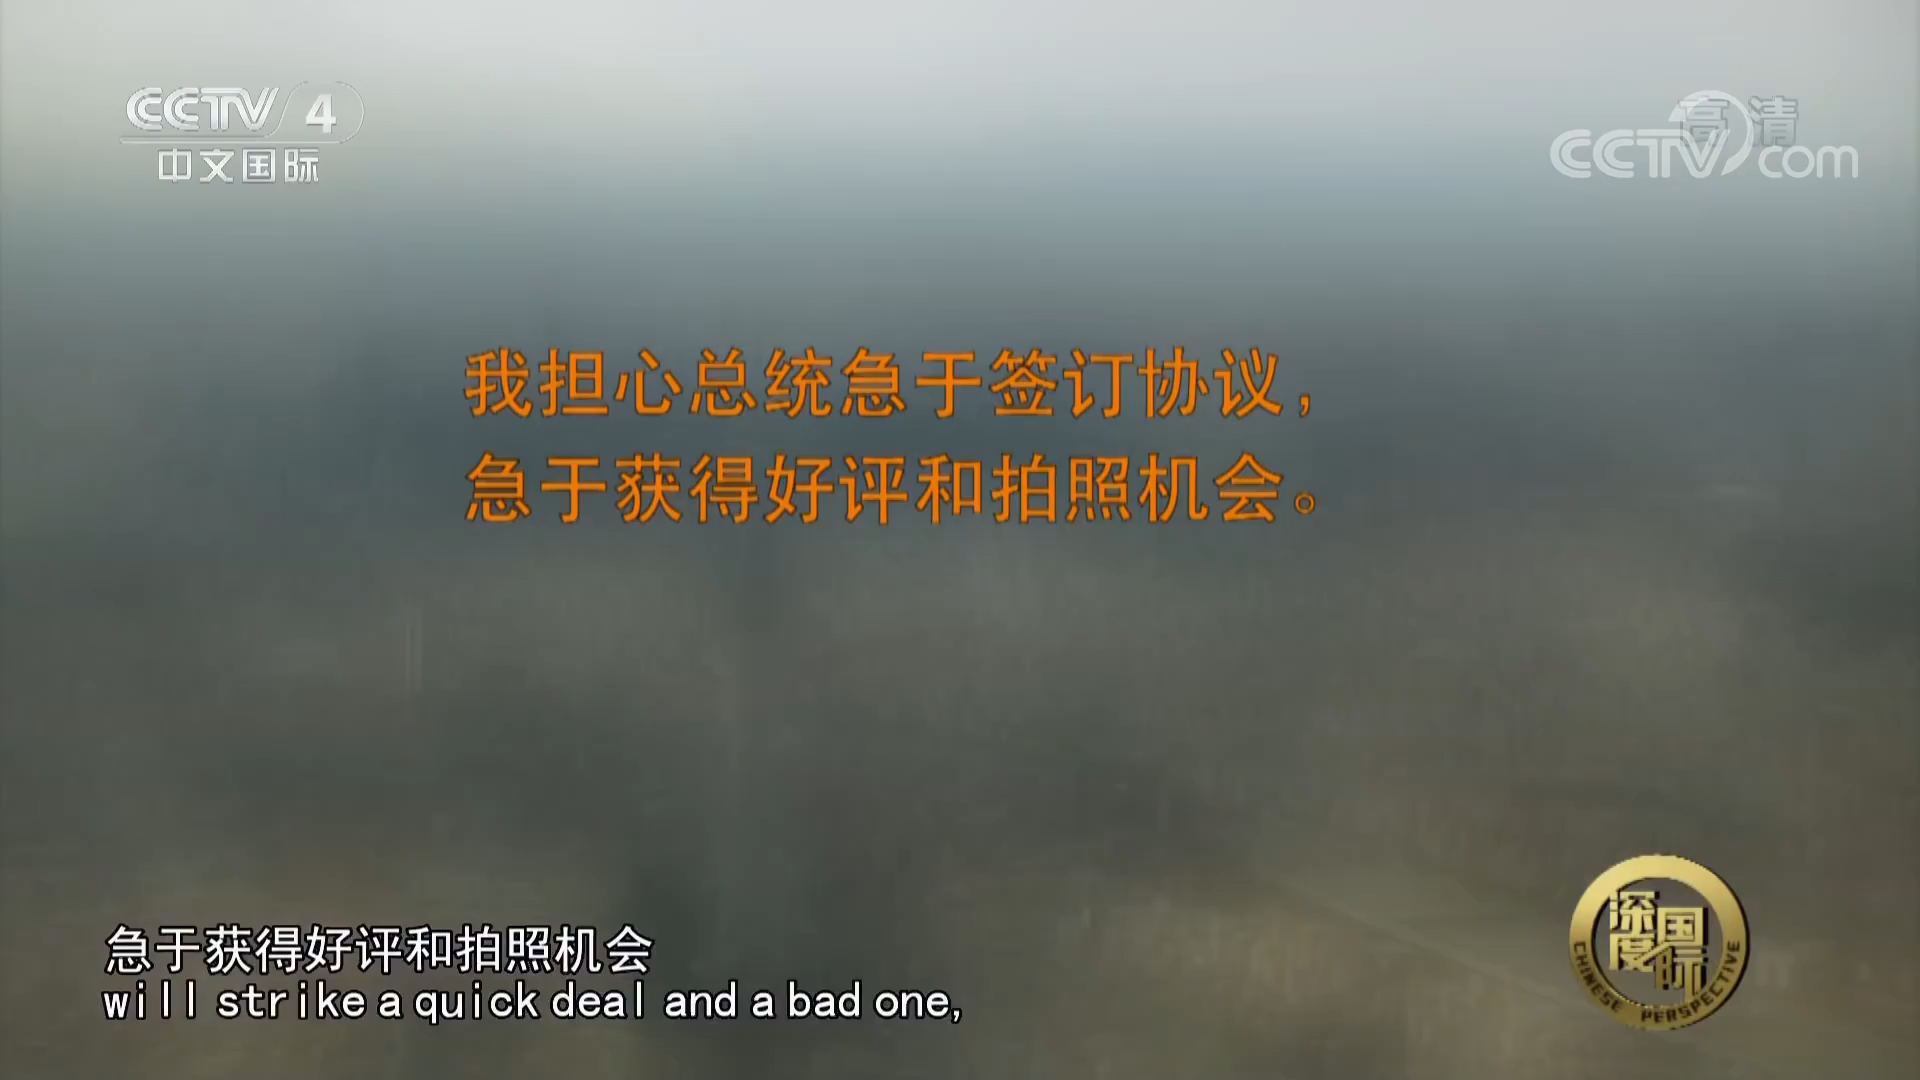 CCTV 4
中文国际
高清
CCTV.com
我担心总统急于签订协议，
急于获得好评和拍照机会。
深度国际
CHINESE PERSPECTIVE
急于获得好评和拍照机会
will strike a quick deal and a bad one,